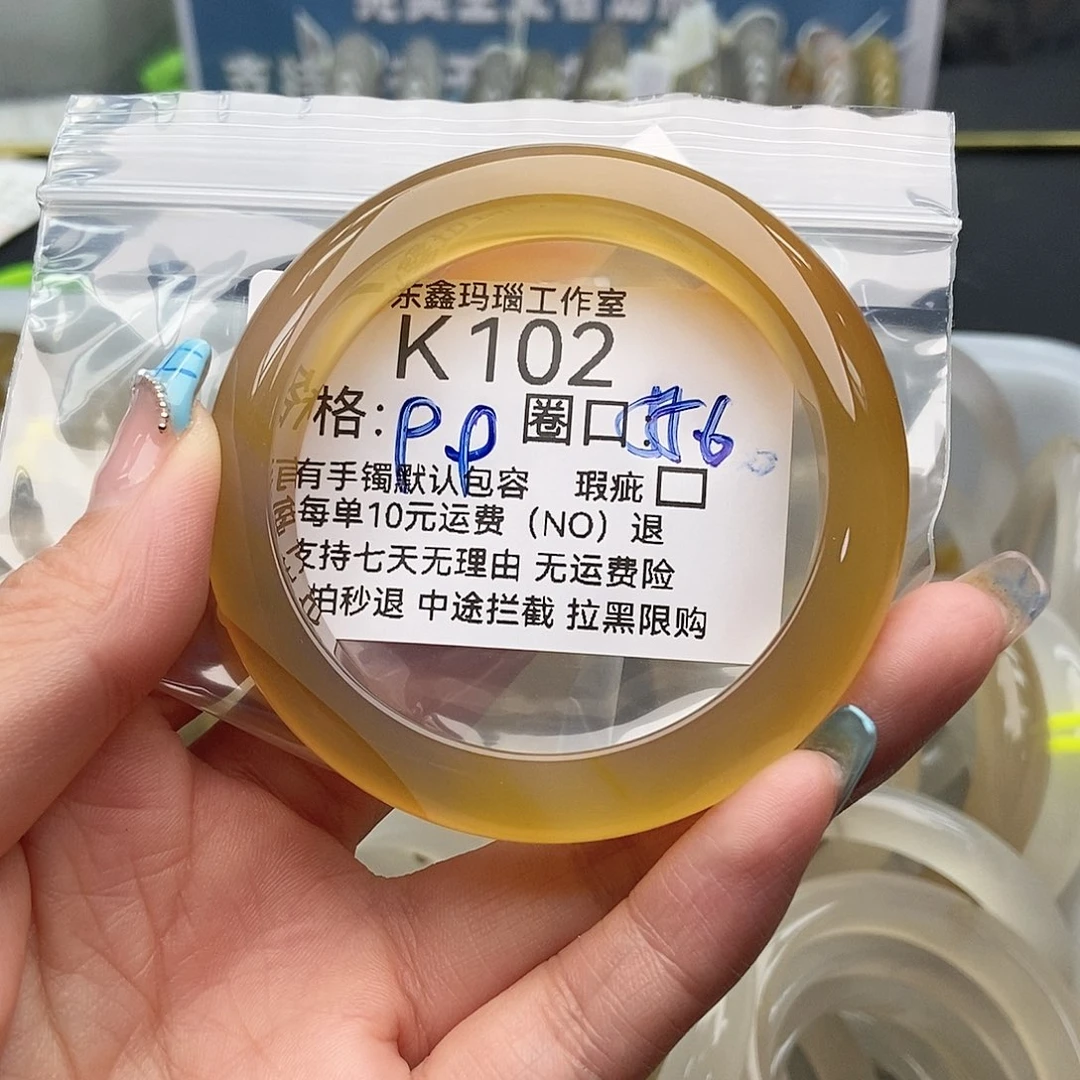 东鑫玛瑙工作室
K102
格: PP 圈口 56
有手镯默认包容 瑕疵
每单10元运费（NO）退
支持七天无理由 无运费险
拍秒退 中途拦截 拉黑限购